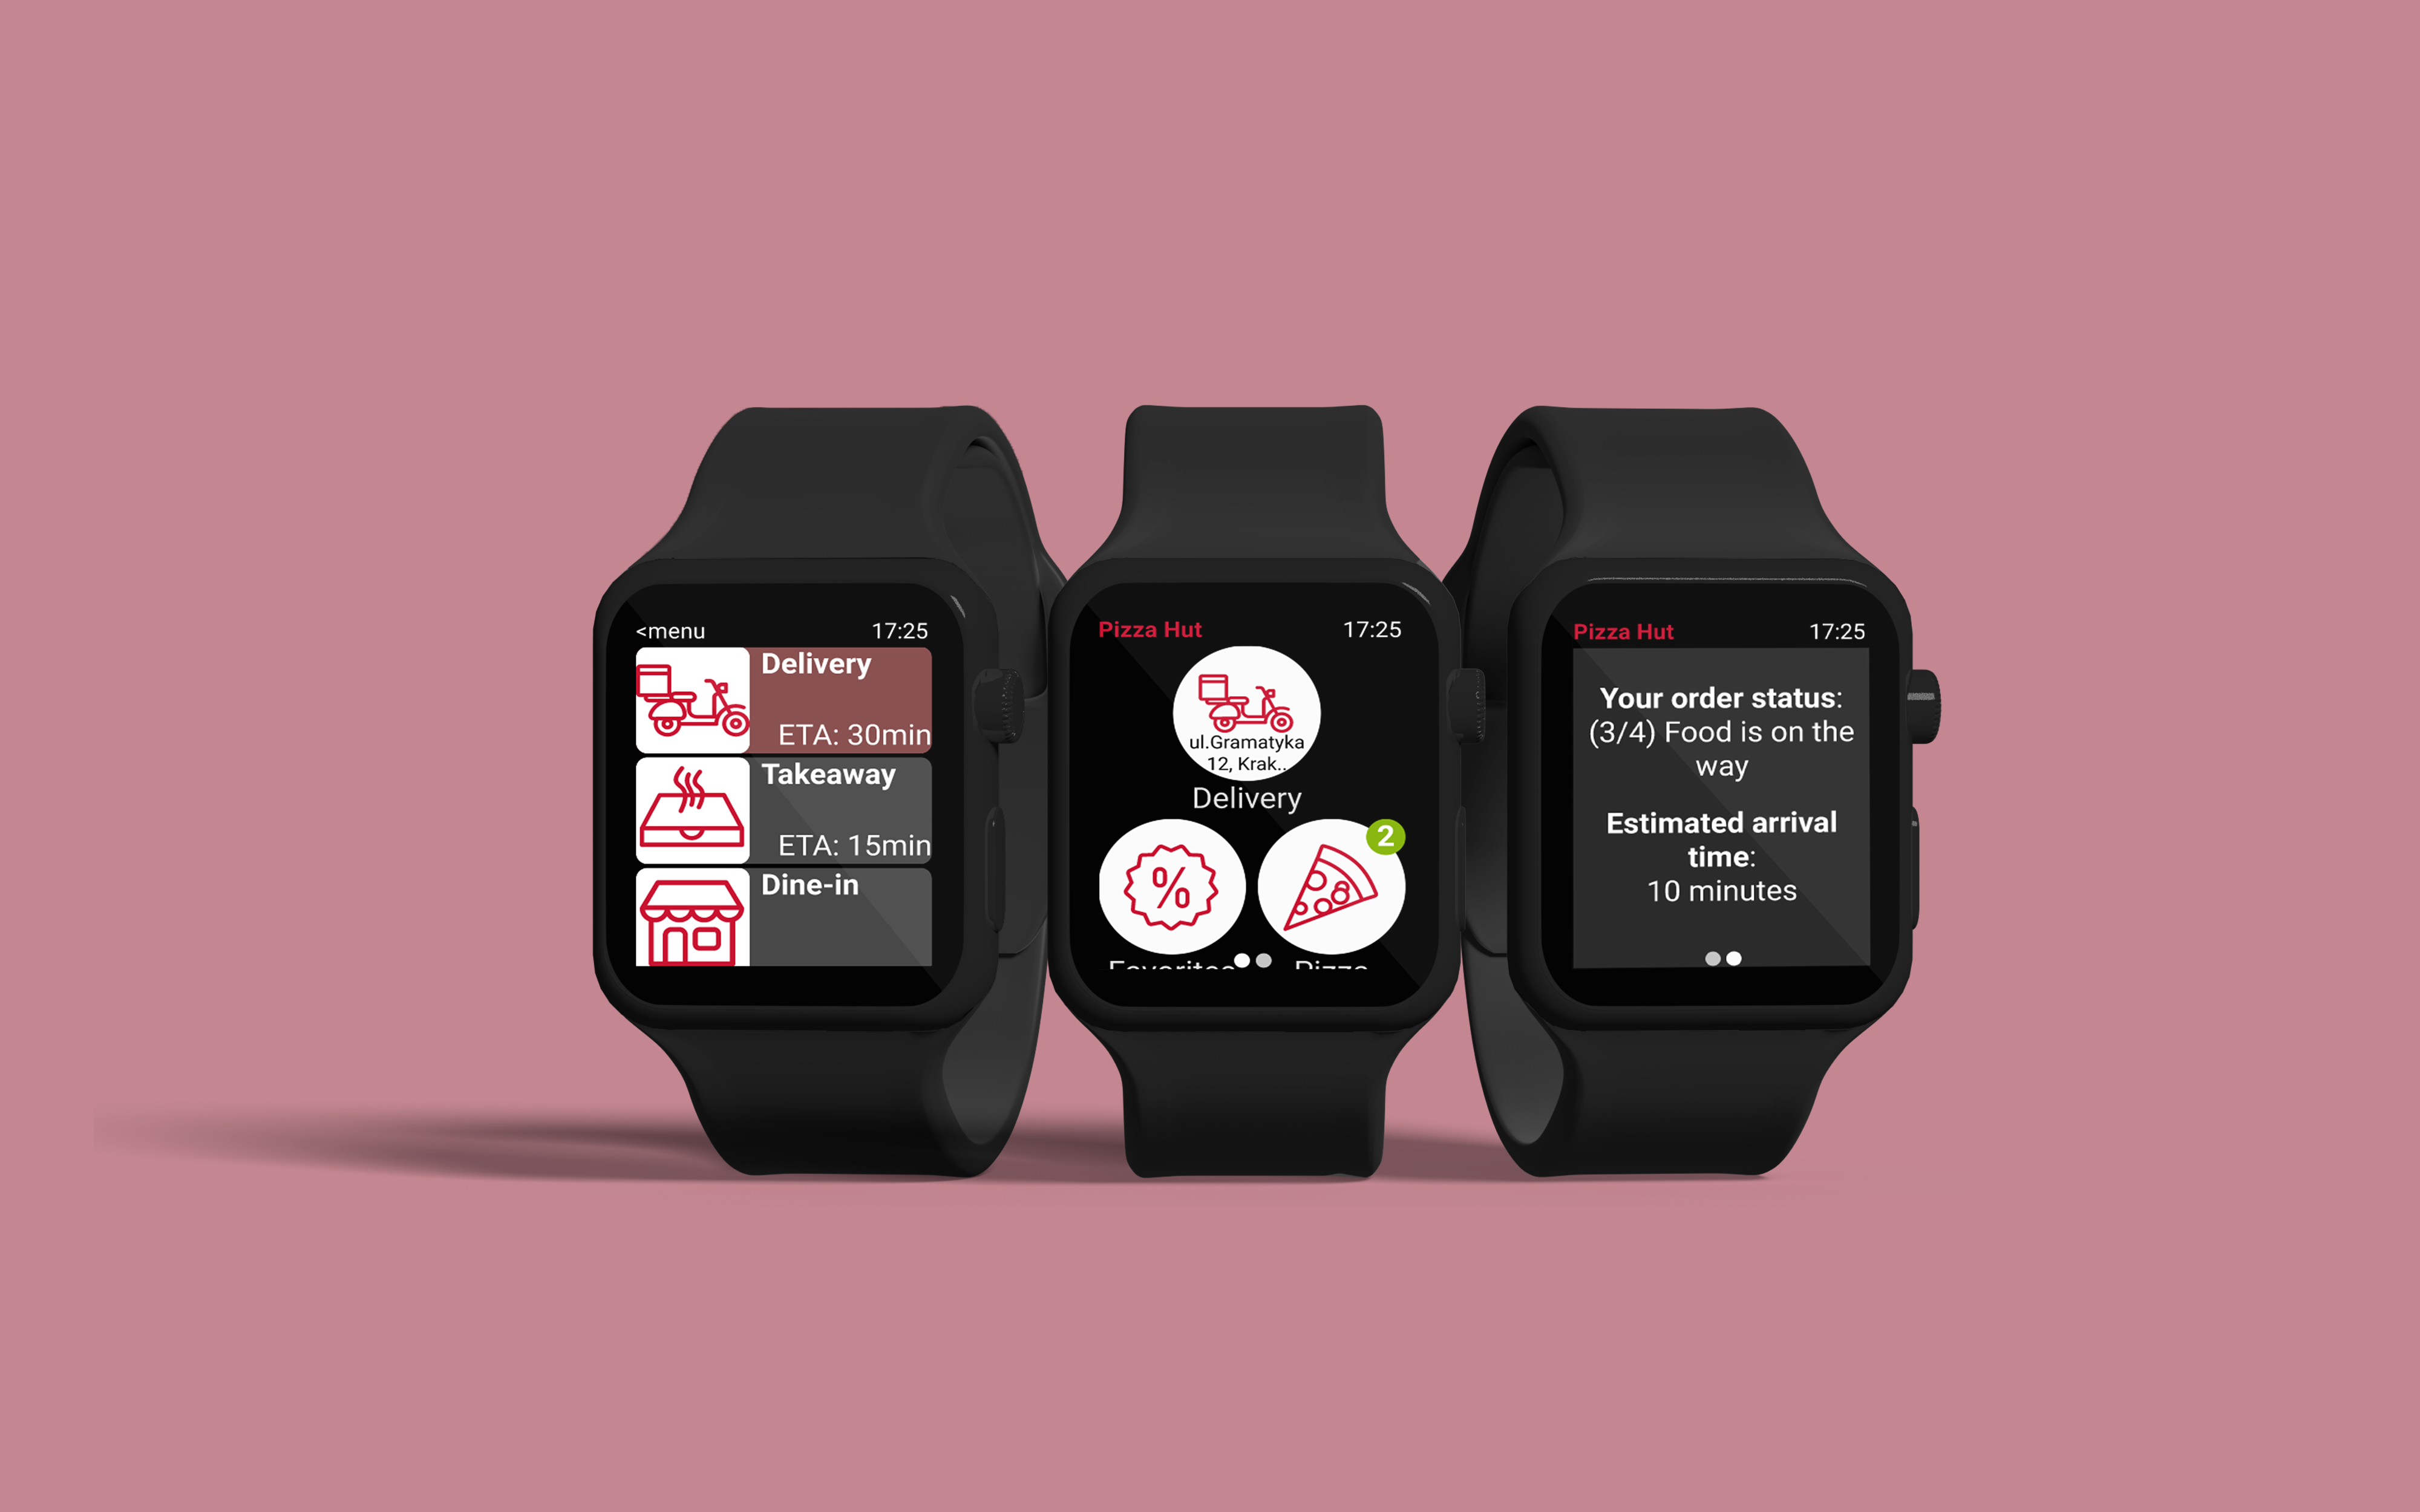 <menu 17:25
Delivery
ETA: 30min
Takeaway
ETA: 15min
Dine-in
Pizza Hut 17:25
ul.Gramatyka
12, Krak..
Delivery
%
2
Favorites Pizza
Pizza Hut 17:25
Your order status:
(3/4) Food is on the
way
Estimated arrival
time:
10 minutes